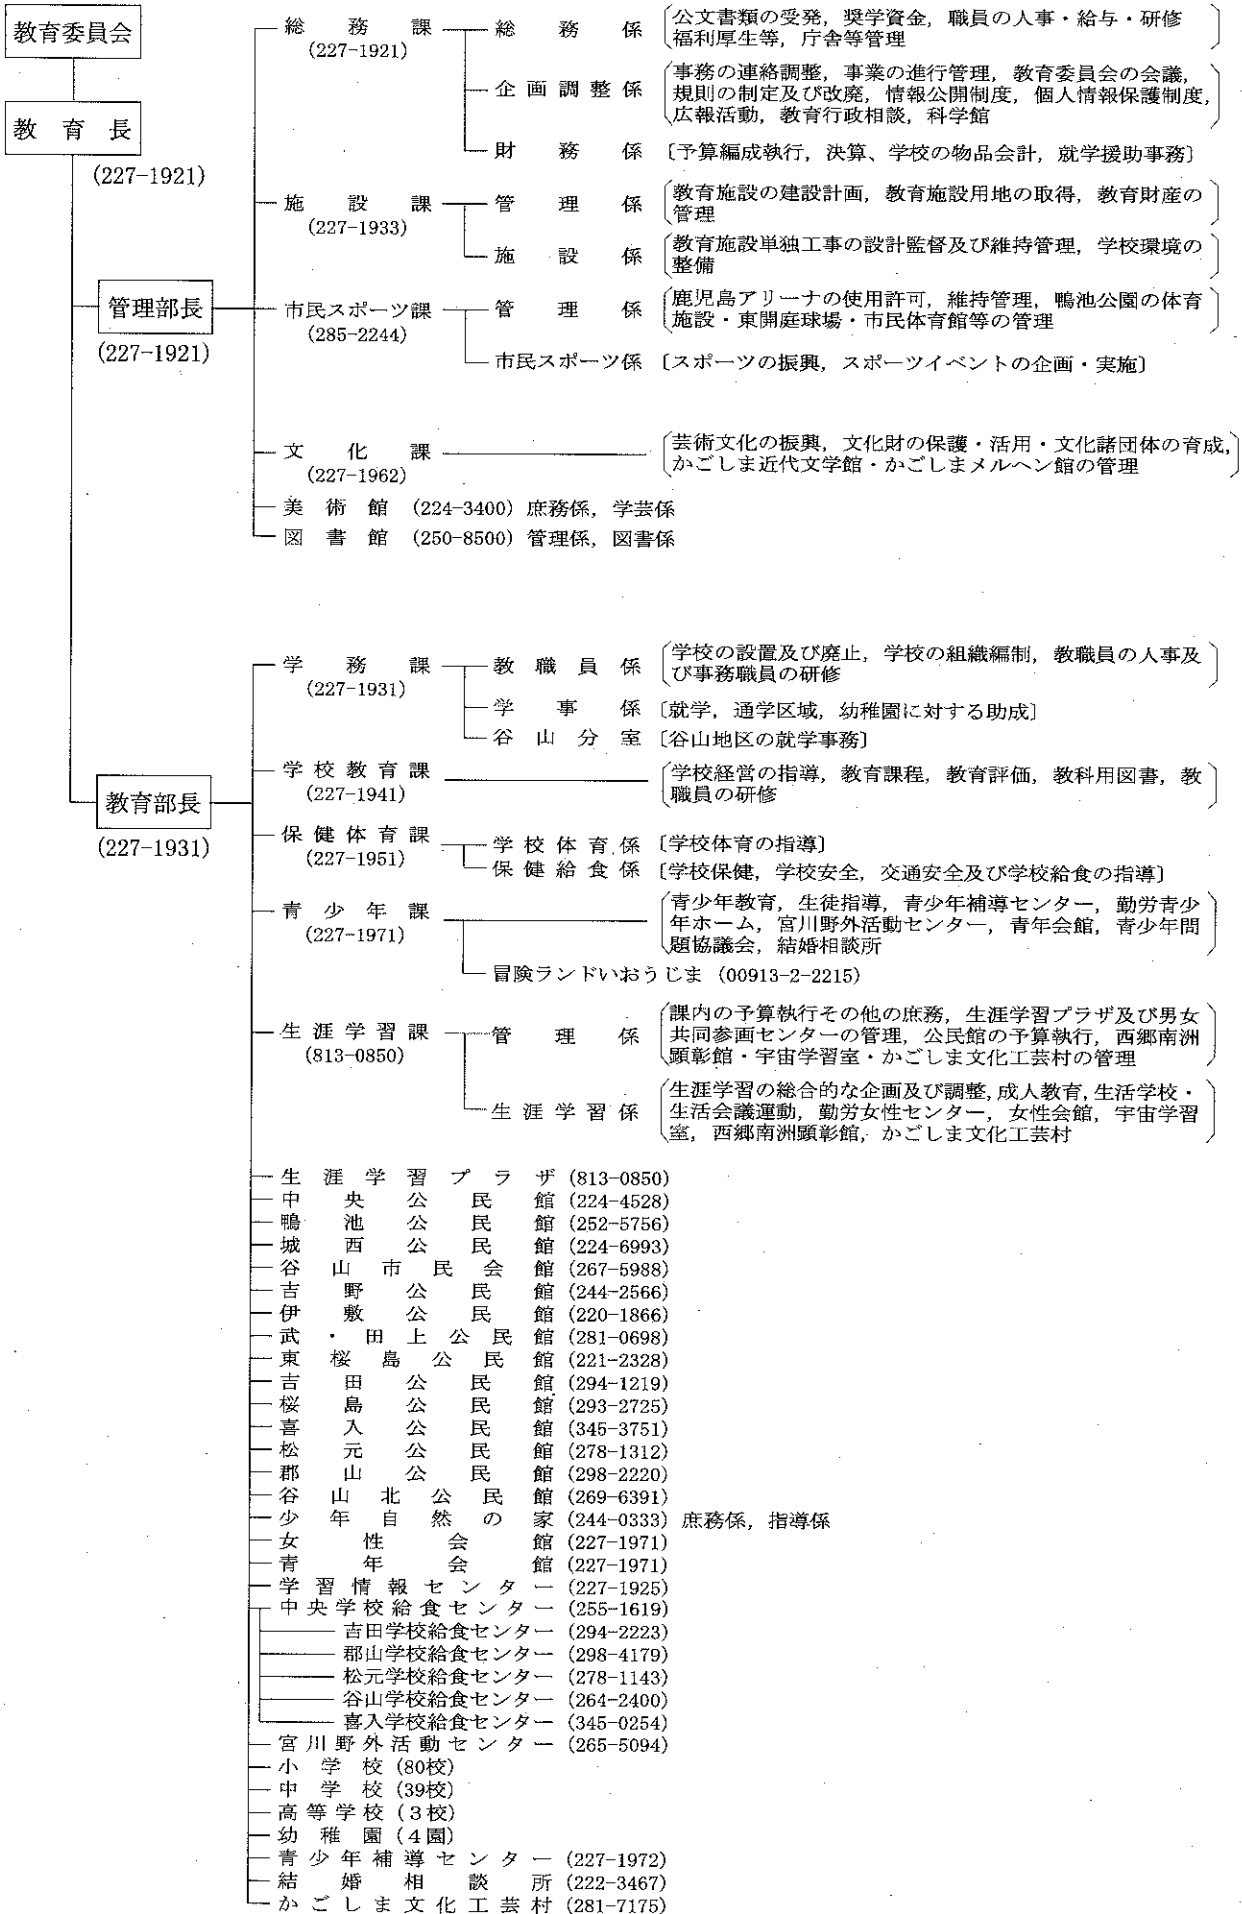 教育委員会
教育長
(227-1921)
管理部長
(227-1921)
総務課
(227-1921)
総務係
公文書類の受発，奨学資金，職員の人事・給与・研修
福利厚生等，庁舎等管理
企画調整係
事務の連絡調整，事業の進行管理，教育委員会の会議，
規則の制定及び改廃，情報公開制度，個人情報保護制度，
広報活動，教育行政相談，科学館
財務係〔予算編成執行，決算、学校の物品会計，就学援助事務〕
施設課
(227-1933)
管理係
教育施設の建設計画，教育施設用地の取得，教育財産の
管理
施設係
教育施設単独工事の設計監督及び維持管理，学校環境の
整備
市民スポーツ課
(285-2244)
管理係
鹿児島アリーナの使用許可，維持管理，鴨池公園の体育
施設・東開庭球場・市民体育館等の管理
市民スポーツ係〔スポーツの振興，スポーツイベントの企画・実施〕
文化課
(227-1962)
芸術文化の振興，文化財の保護・活用・文化諸団体の育成，
かごしま近代文学館・かごしまメルヘン館の管理
美術館 (224-3400) 庶務係，学芸係
図書館 (250-8500) 管理係，図書係
教育部長
(227-1931)
学務課
(227-1931)
教職員係
学校の設置及び廃止，学校の組織編制，教職員の人事及
び事務職員の研修
学事係〔就学，通学区域，幼稚園に対する助成〕
谷山分室〔谷山地区の就学事務〕
学校教育課
(227-1941)
学校経営の指導，教育課程，教育評価，教科用図書，教
職員の研修
保健体育課
(227-1951)
学校体育係〔学校体育の指導〕
保健給食係〔学校保健，学校安全，交通安全及び学校給食の指導〕
青少年課
(227-1971)
青少年教育，生徒指導，青少年補導センター，勤労青少
年ホーム，宮川野外活動センター，青年会館，青少年問
題協議会，結婚相談所
冒険ランドいおうじま (00913-2-2215)
生涯学習課
(813-0850)
管理係
課内の予算執行その他の庶務，生涯学習プラザ及び男女
共同参画センターの管理，公民館の予算執行，西郷南洲
顕彰館・宇宙学習室・かごしま文化工芸村の管理
生涯学習係
生涯学習の総合的な企画及び調整，成人教育，生活学校・
生活会議運動，勤労女性センター，女性会館，宇宙学習
室，西郷南洲顕彰館，かごしま文化工芸村
生涯学習プラザ (813-0850)
中央公民館 (224-4528)
鴨池公民館 (252-5756)
城西公民館 (224-6993)
谷山市民会館 (267-5988)
吉野公民館 (244-2566)
伊敷公民館 (220-1866)
武・田上公民館 (281-0698)
東桜島公民館 (221-2328)
吉田公民館 (294-1219)
桜島公民館 (293-2725)
喜入公民館 (345-3751)
松元公民館 (278-1312)
郡山公民館 (298-2220)
谷山北公民館 (269-6391)
少年自然の家 (244-0333) 庶務係，指導係
女性会館 (227-1971)
青年会館 (227-1971)
学習情報センター (227-1925)
中央学校給食センター (255-1619)
吉田学校給食センター (294-2223)
郡山学校給食センター (298-4179)
松元学校給食センター (278-1143)
谷山学校給食センター (264-2400)
喜入学校給食センター (345-0254)
宮川野外活動センター (265-5094)
小学校 (80校)
中学校 (39校)
高等学校 (3校)
幼稚園 (4園)
青少年補導センター (227-1972)
結婚相談所 (222-3467)
かごしま文化工芸村 (281-7175)